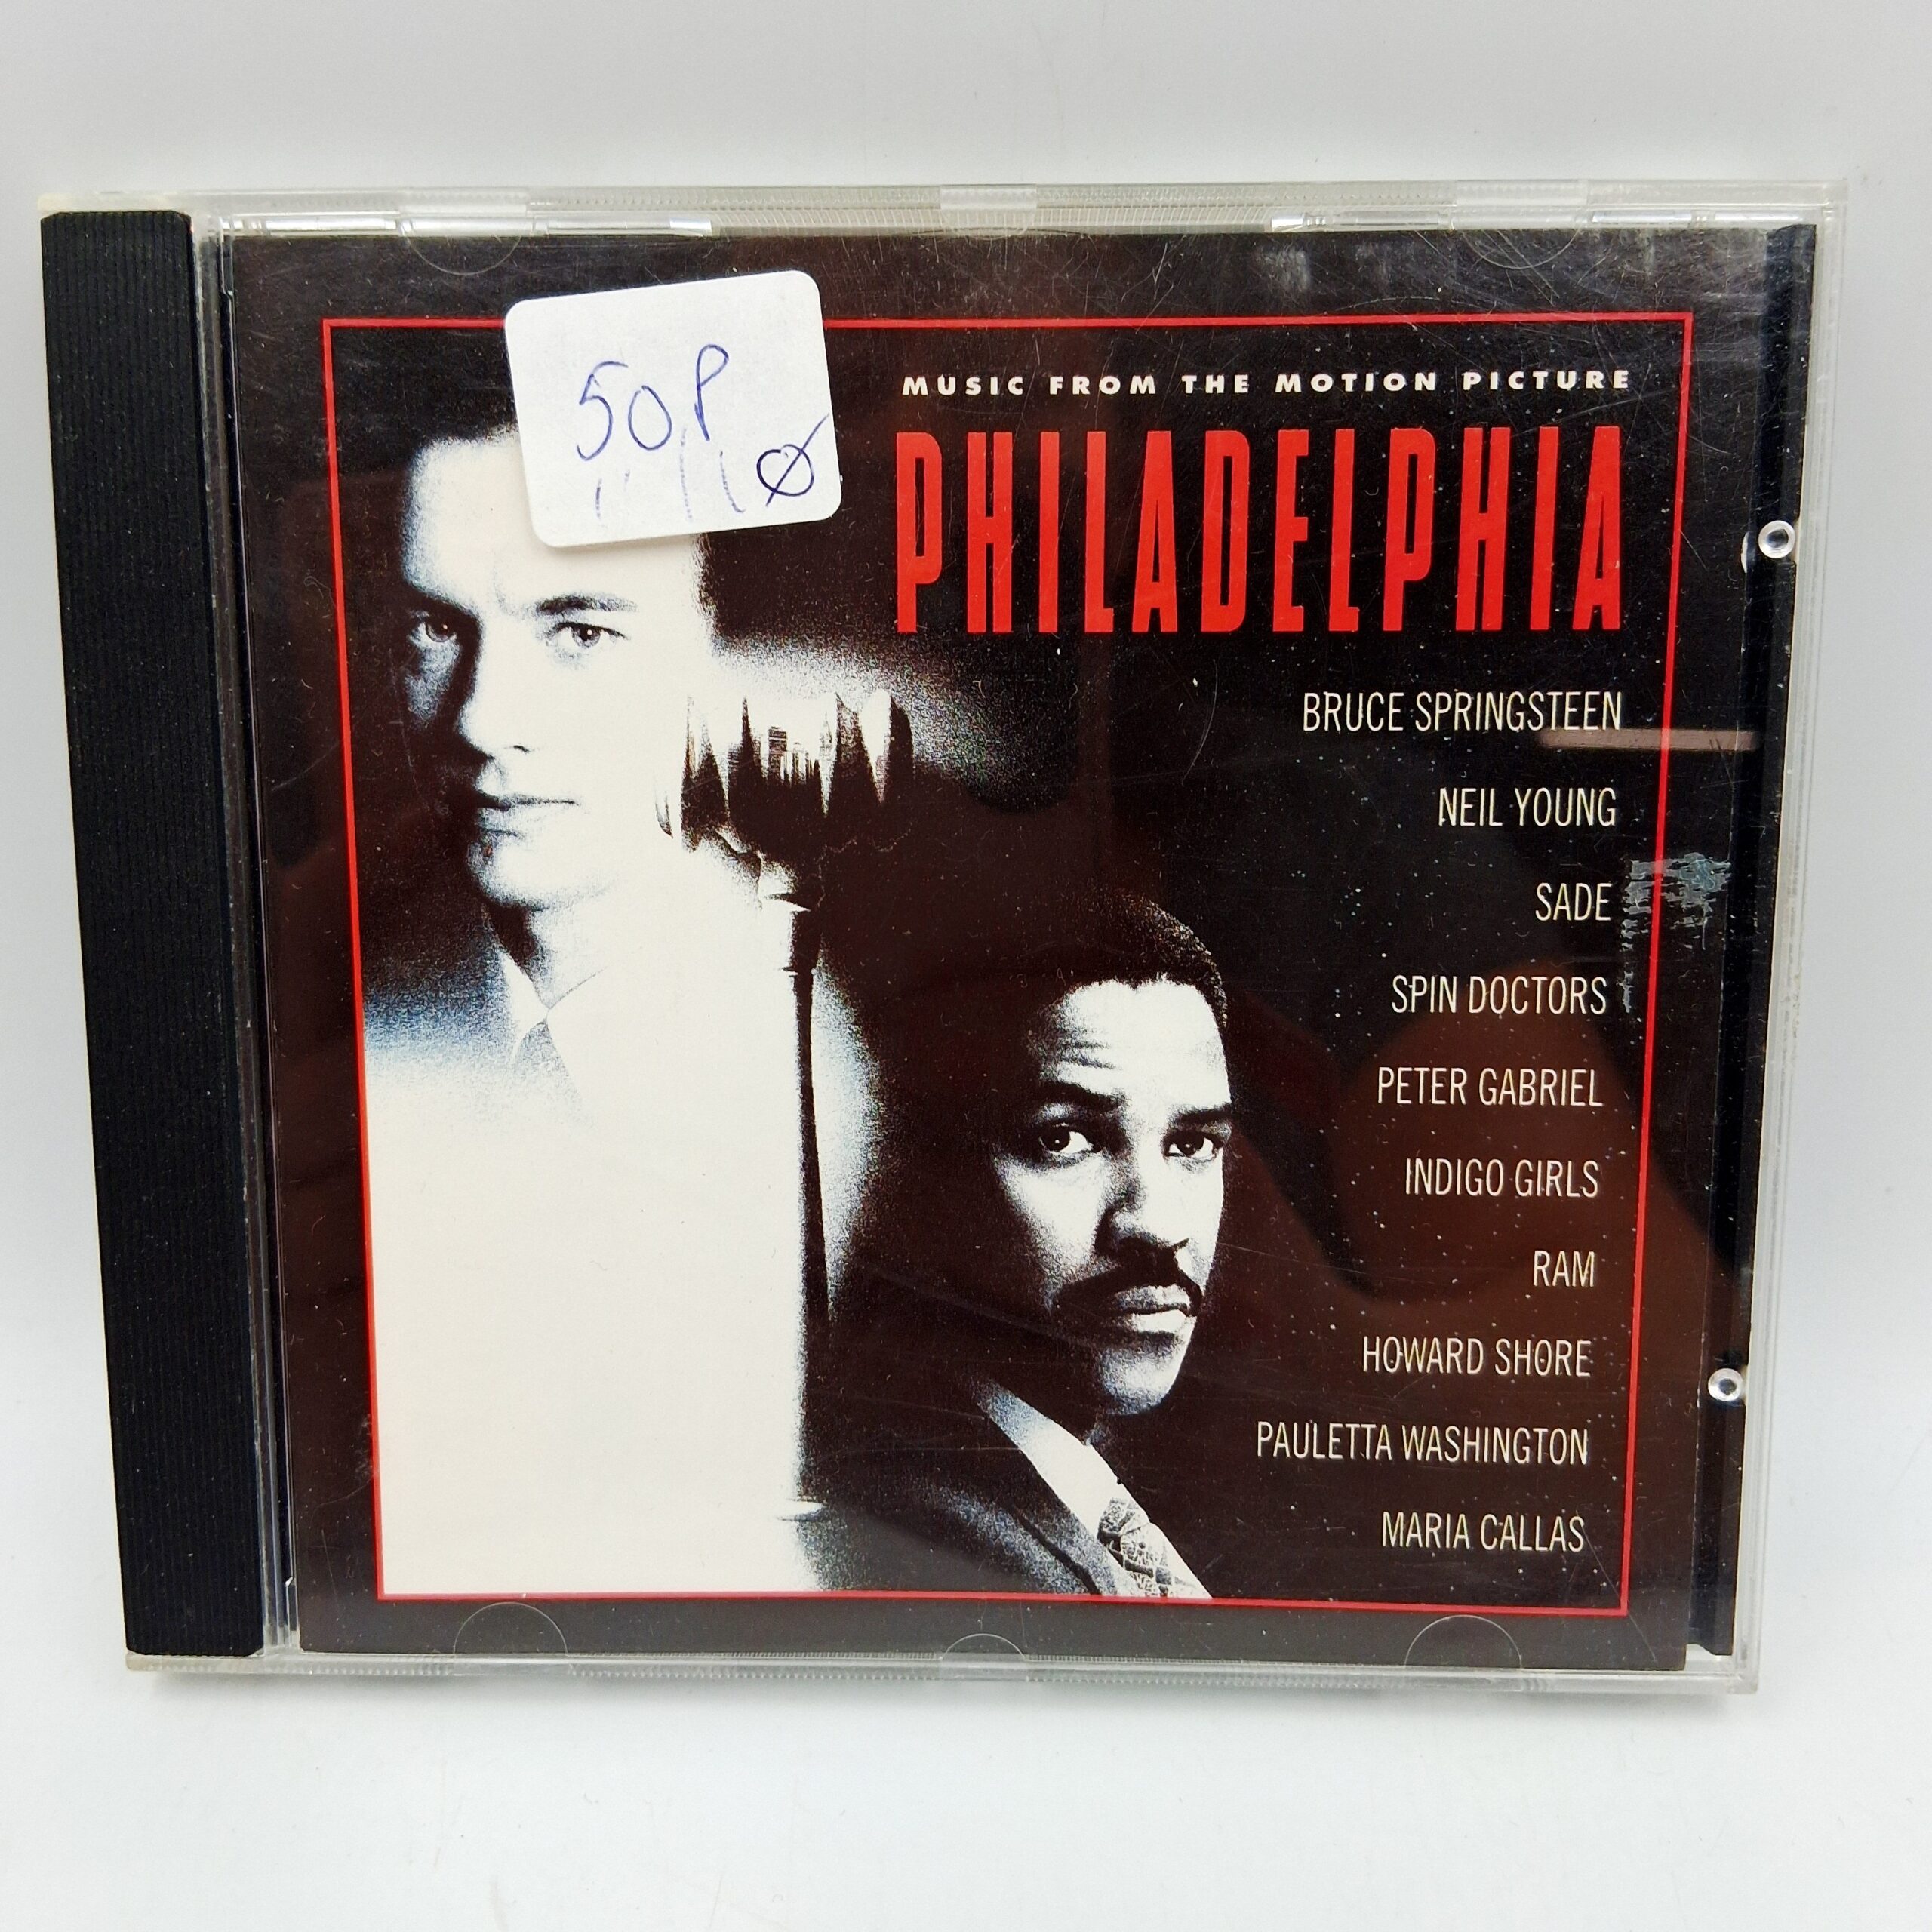 50P
MUSIC FROM THE MOTION PICTURE
PHILADELPHIA
BRUCE SPRINGSTEEN
NEIL YOUNG
SADE
SPIN DOCTORS
PETER GABRIEL
INDIGO GIRLS
RAM
HOWARD SHORE
PAULETTA WASHINGTON
MARIA CALLAS